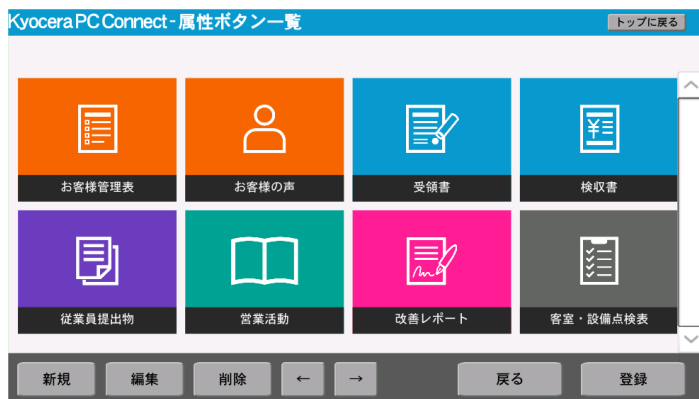 Kyocera PC Connect - 属性ボタン一覧
トップに戻る
お客様管理表
お客様の声
受領書
検収書
従業員提出物
営業活動
改善レポート
客室・設備点検表
新規
編集
削除
←
→
戻る
登録